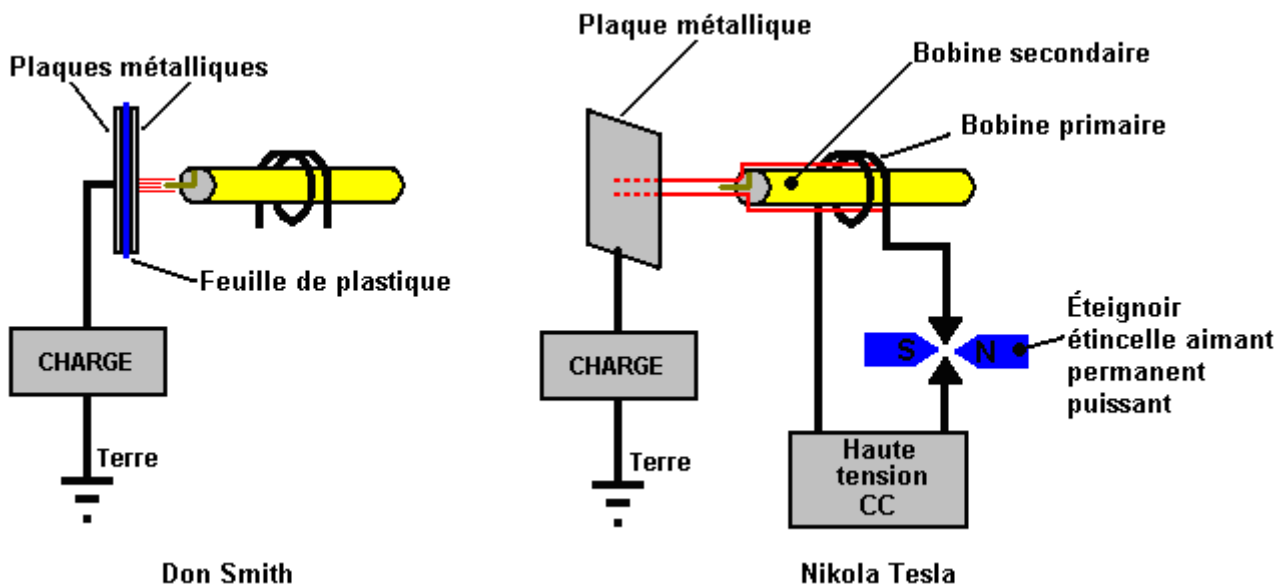 Plaques métalliques
Feuille de plastique
CHARGE
Terre
Don Smith
Plaque métallique
Bobine secondaire
Bobine primaire
Éteignoir
étincelle aimant
permanent
puissant
S N
CHARGE
Terre
Haute
tension
CC
Nikola Tesla